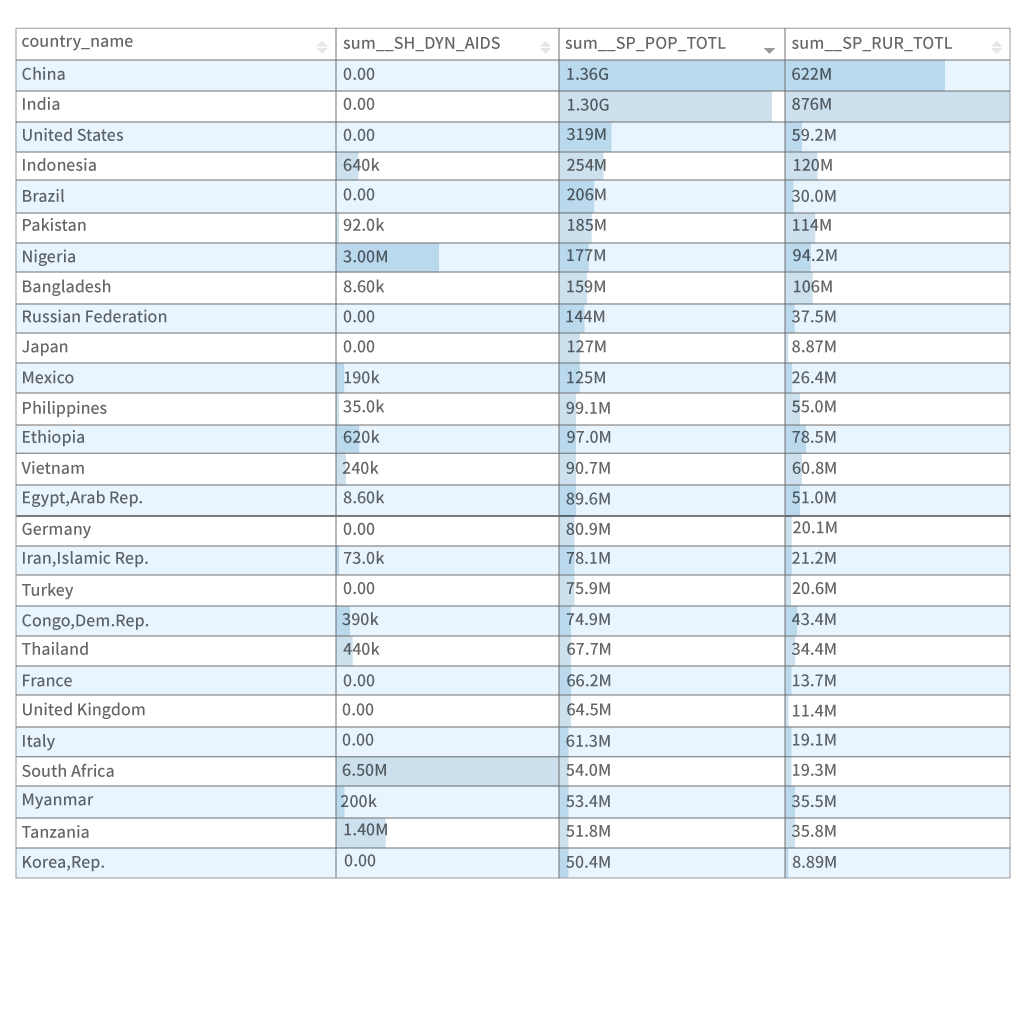 country_name sum__SH_DYN_AIDS sum__SP_POP_TOTL sum__SP_RUR_TOTL
China 0.00 1.36G 622M
India 0.00 1.30G 876M
United States 0.00 319M 59.2M
Indonesia 640k 254M 120M
Brazil 0.00 206M 30.0M
Pakistan 92.0k 185M 114M
Nigeria 3.00M 177M 94.2M
Bangladesh 8.60k 159M 106M
Russian Federation 0.00 144M 37.5M
Japan 0.00 127M 8.87M
Mexico 190k 125M 26.4M
Philippines 35.0k 99.1M 55.0M
Ethiopia 620k 97.0M 78.5M
Vietnam 240k 90.7M 60.8M
Egypt,Arab Rep. 8.60k 89.6M 51.0M
Germany 0.00 80.9M 20.1M
Iran,Islamic Rep. 73.0k 78.1M 21.2M
Turkey 0.00 75.9M 20.6M
Congo,Dem.Rep. 390k 74.9M 43.4M
Thailand 440k 67.7M 34.4M
France 0.00 66.2M 13.7M
United Kingdom 0.00 64.5M 11.4M
Italy 0.00 61.3M 19.1M
South Africa 6.50M 54.0M 19.3M
Myanmar 200k 53.4M 35.5M
Tanzania 1.40M 51.8M 35.8M
Korea,Rep. 0.00 50.4M 8.89M